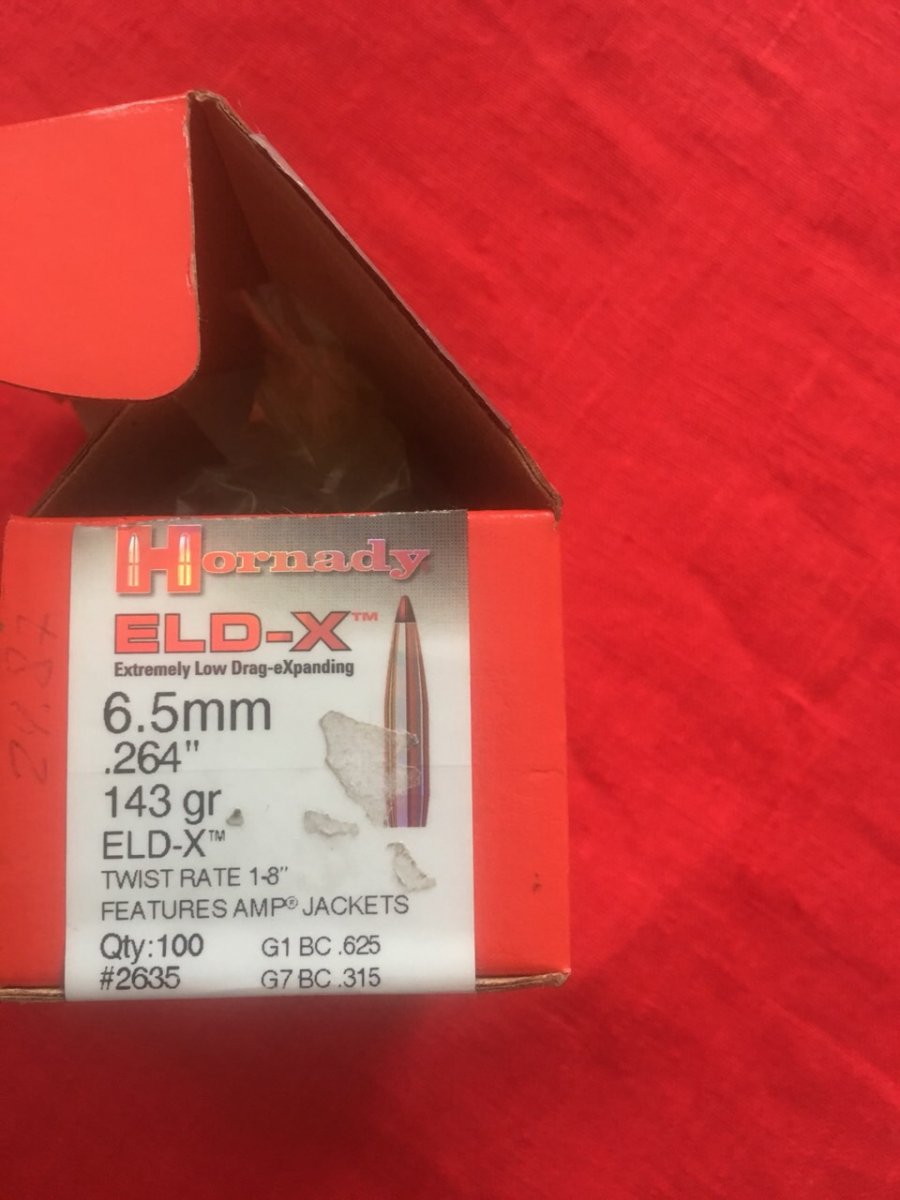 Hornady
ELD-X™
Extremely Low Drag-eXpanding
6.5mm
.264"
143 gr
ELD-X™
TWIST RATE 1-8"
FEATURES AMP® JACKETS
Qty:100 G1 BC .625
#2635 G7 BC .315